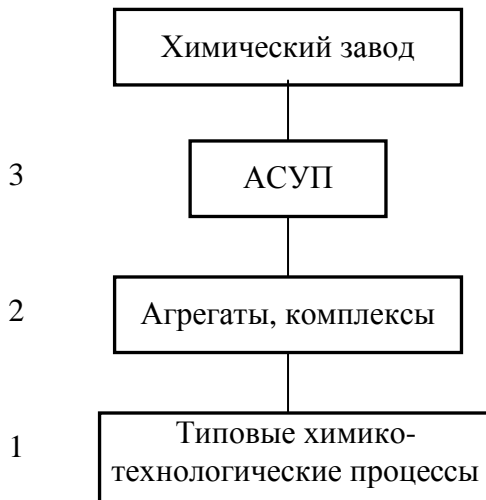 Химический завод
3
АСУП
2
Агрегаты, комплексы
1
Типовые химико-
технологические процессы